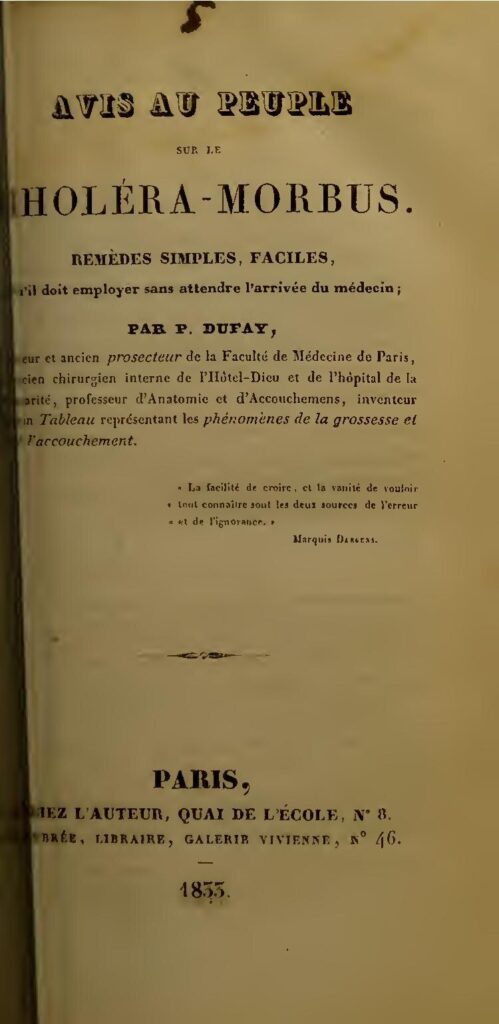 5
AVIS AU PEUPLE
SUR LE
HOLÉRA-MORBUS.
REMÈDES SIMPLES, FACILES,
'il doit employer sans attendre l'arrivée du médecin ;
PAR P. DUFAY,
eur et ancien prosecteur de la Faculté de Médecine de Paris,
cien chirurgien interne de l'Hôtel-Dieu et de l'hôpital de la
arité, professeur d'Anatomie et d'Accouchemens, inventeur
n Tableau représentant les phénomènes de la grossesse et
l'accouchement.
« La facilité de croire, et la vanité de vouloir
« tout connaître sont les deux sources de l'erreur
« et de l'ignorance. »
Marquis DARGENS.
PARIS,
HEZ L'AUTEUR, QUAI DE L'ÉCOLE, N° 8.
BRÉE, LIBRAIRE, GALERIE VIVIENNE, N° 46.
1833.